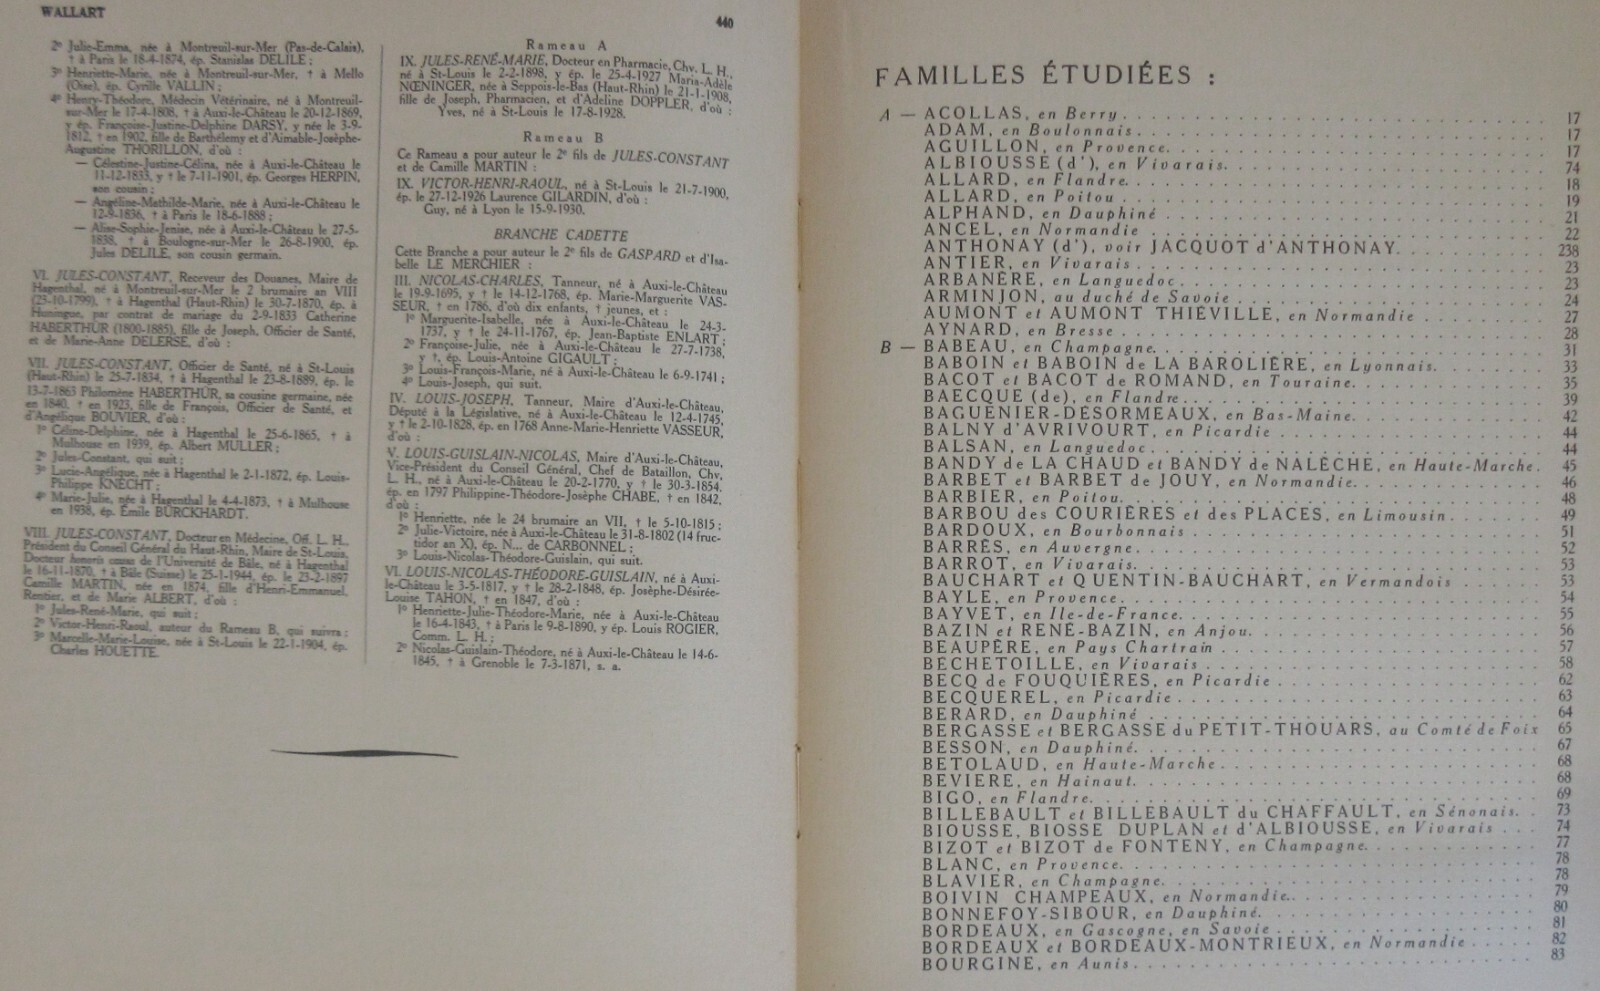 WALLART
440
2º Julie-Emma, née à Montreuil-sur-Mer (Pas-de-Calais),
† à Paris le 18-4-1874, ép. Stanislas DELILE ;
3º Henriette-Marie, née à Montreuil-sur-Mer, † à Mello
(Oise), ép. Cyrille VALLIN ;
4º Henry-Théodore, Médecin Vétérinaire, né à Montreuil-
sur-Mer le 17-4-1808, † à Auxi-le-Château le 20-12-1869,
y ép. Françoise-Justine-Delphine DARSY, y née le 3-9-
1812, † en 1902, fille de Barthélemy et d'Aimable-Josèphe-
Augustine THORILLON, d'où :
— Célestine-Justine-Célina, née à Auxi-le-Château le
11-12-1833, y † le 7-11-1901, ép. Georges HERPIN,
son cousin ;
— Angéline-Mathilde-Marie, née à Auxi-le-Château le
12-9-1836, † à Paris le 18-6-1888 ;
— Alise-Sophie-Jenise, née à Auxi-le-Château le 27-5-
1838, † à Boulogne-sur-Mer le 26-8-1900, ép.
Jules DELILE, son cousin germain.
VI. JULES-CONSTANT, Receveur des Douanes, Maire de
Hagenthal, né à Montreuil-sur-Mer le 2 brumaire an VIII
(23-10-1799), † à Hagenthal (Haut-Rhin) le 30-7-1870, ép. à
Huningue, par contrat de mariage du 2-9-1833 Catherine
HABERTHÜR (1800-1885), fille de Joseph, Officier de Santé,
et de Marie-Anne DELERSE, d'où :
VII. JULES-CONSTANT, Officier de Santé, né à St-Louis
(Haut-Rhin) le 25-7-1834, † à Hagenthal le 23-8-1889, ép. le
13-7-1863 Philomène HABERTHÜR, sa cousine germaine, née
en 1840, † en 1923, fille de François, Officier de Santé, et
d'Angélique BOUVIER, d'où :
1º Céline-Delphine, née à Hagenthal le 25-6-1865, † à
Mulhouse en 1939, ép. Albert MULLER ;
2º Jules-Constant, qui suit ;
3º Lucie-Angélique, née à Hagenthal le 2-1-1872, ép. Louis-
Philippe KNECHT ;
4º Marie-Julie, née à Hagenthal le 4-4-1873, † à Mulhouse
en 1938, ép. Émile BURCKHARDT.
VIII. JULES-CONSTANT, Docteur en Médecine, Off. L. H.,
Président du Conseil Général du Haut-Rhin, Maire de St-Louis,
Docteur honoris causa de l'Université de Bâle, né à Hagenthal
le 16-11-1870, † à Bâle (Suisse) le 25-1-1944, ép. le 23-2-1897
Camille MARTIN, née en 1874, fille d'Henri-Emmanuel,
Rentier, et de Marie ALBERT, d'où :
1º Jules-René-Marie, qui suit ;
2º Victor-Henri-Raoul, auteur du Rameau B, qui suivra ;
3º Marcelle-Marie-Louise, née à St-Louis le 22-1-1904, ép.
Charles HOUETTE.
Rameau A
IX. JULES-RENÉ-MARIE, Docteur en Pharmacie, Chv. L. H.,
né à St-Louis le 2-2-1898, y ép. le 25-4-1927 Maria-Adèle
NŒNINGER, née à Seppois-le-Bas (Haut-Rhin) le 21-1-1908,
fille de Joseph, Pharmacien, et d'Adeline DOPPLER, d'où :
Yves, né à St-Louis le 17-8-1928.
Rameau B
Ce Rameau a pour auteur le 2º fils de JULES-CONSTANT
et de Camille MARTIN :
IX. VICTOR-HENRI-RAOUL, né à St-Louis le 21-7-1900,
ép. le 27-12-1926 Laurence GILARDIN, d'où :
Guy, né à Lyon le 15-9-1930.
BRANCHE CADETTE
Cette Branche a pour auteur le 2º fils de GASPARD et d'Isa-
belle LE MERCHIER :
III. NICOLAS-CHARLES, Tanneur, né à Auxi-le-Château
le 19-9-1695, y † le 14-12-1768, ép. Marie-Marguerite VAS-
SEUR, † en 1786, d'où dix enfants, † jeunes, et :
1º Marguerite-Isabelle, née à Auxi-le-Château le 24-3-
1737, y † le 24-11-1767, ép. Jean-Baptiste ENLART ;
2º Françoise-Julie, née à Auxi-le-Château le 27-7-1738,
y †, ép. Louis-Antoine GIGAULT ;
3º Louis-François-Marie, né à Auxi-le-Château le 6-9-1741 ;
4º Louis-Joseph, qui suit.
IV. LOUIS-JOSEPH, Tanneur, Maire d'Auxi-le-Château,
Député à la Législative, né à Auxi-le-Château le 12-4-1745,
y † le 2-10-1828, ép. en 1768 Anne-Marie-Henriette VASSEUR,
d'où :
V. LOUIS-GUISLAIN-NICOLAS, Maire d'Auxi-le-Château,
Vice-Président du Conseil Général, Chef de Bataillon, Chv.
L. H., né à Auxi-le-Château le 20-2-1770, y † le 30-3-1854,
ép. en 1797 Philippine-Théodore-Josèphe CHABE, † en 1842,
d'où :
1º Henriette, née le 24 brumaire an VII, † le 5-10-1815 ;
2º Julie-Victoire, née à Auxi-le-Château le 31-8-1802 (14 fruc-
tidor an X), ép. N... de CARBONNEL ;
3º Louis-Nicolas-Théodore-Guislain, qui suit.
VI. LOUIS-NICOLAS-THÉODORE-GUISLAIN, né à Auxi-
le-Château le 3-5-1817, y † le 28-2-1848, ép. Josèphe-Désirée-
Louise TAHON, † en 1847, d'où :
1º Henriette-Julie-Théodore-Marie, née à Auxi-le-Château
le 16-4-1843, † à Paris le 9-8-1890, y ép. Louis ROGIER,
Comm. L. H. ;
2º Nicolas-Guislain-Théodore, né à Auxi-le-Château le 14-6-
1845, † à Grenoble le 7-3-1871, s. a.
FAMILLES ÉTUDIÉES :
A — ACOLLAS, en Berry. 17
ADAM, en Boulonnais. 17
AGUILLON, en Provence. 17
ALBIOUSSE (d'), en Vivarais. 74
ALLARD, en Flandre. 18
ALLARD, en Poitou 19
ALPHAND, en Dauphiné 21
ANCEL, en Normandie 22
ANTHONAY (d'), voir JACQUOT d'ANTHONAY. 238
ANTIER, en Vivarais 23
ARBANÈRE, en Languedoc 23
ARMINJON, au duché de Savoie 24
AUMONT et AUMONT THIÉVILLE, en Normandie 27
AYNARD, en Bresse 28
B — BABEAU, en Champagne. 31
BABOIN et BABOIN de LA BAROLIÈRE, en Lyonnais. 33
BACOT et BACOT de ROMAND, en Touraine. 35
BAECQUE (de), en Flandre 39
BAGUENIER-DÉSORMEAUX, en Bas-Maine. 42
BALNY d'AVRIVOURT, en Picardie 44
BALSAN, en Languedoc 44
BANDY de LA CHAUD et BANDY de NALÈCHE, en Haute-Marche. 45
BARBET et BARBET de JOUY, en Normandie. 46
BARBIER, en Poitou. 48
BARBOU des COURIÈRES et des PLACES, en Limousin 49
BARDOUX, en Bourbonnais 51
BARRÈS, en Auvergne 52
BARROT, en Vivarais. 53
BAUCHART et QUENTIN-BAUCHART, en Vermandois 53
BAYLE, en Provence 54
BAYVET, en Ile-de-France. 55
BAZIN et RENÉ-BAZIN, en Anjou. 56
BEAUPÈRE, en Pays Chartrain 57
BÉCHETOILLE, en Vivarais 58
BECQ de FOUQUIÈRES, en Picardie 62
BECQUEREL, en Picardie 63
BERARD, en Dauphiné 64
BERGASSE et BERGASSE du PETIT-THOUARS, au Comté de Foix 65
BESSON, en Dauphiné. 67
BETOLAUD, en Haute-Marche 68
BEVIERE, en Hainaut. 68
BIGO, en Flandre. 69
BILLEBAULT et BILLEBAULT du CHAFFAULT, en Sénonais. 73
BIOUSSE, BIOSSE DUPLAN et d'ALBIOUSSE, en Vivarais 74
BIZOT et BIZOT de FONTENY, en Champagne. 77
BLANC, en Provence. 78
BLAVIER, en Champagne. 78
BOIVIN CHAMPEAUX, en Normandie. 79
BONNEFOY-SIBOUR, en Dauphiné. 80
BORDEAUX, en Gascogne, en Savoie 81
BORDEAUX et BORDEAUX-MONTRIEUX, en Normandie 82
BOURGINE, en Aunis 83